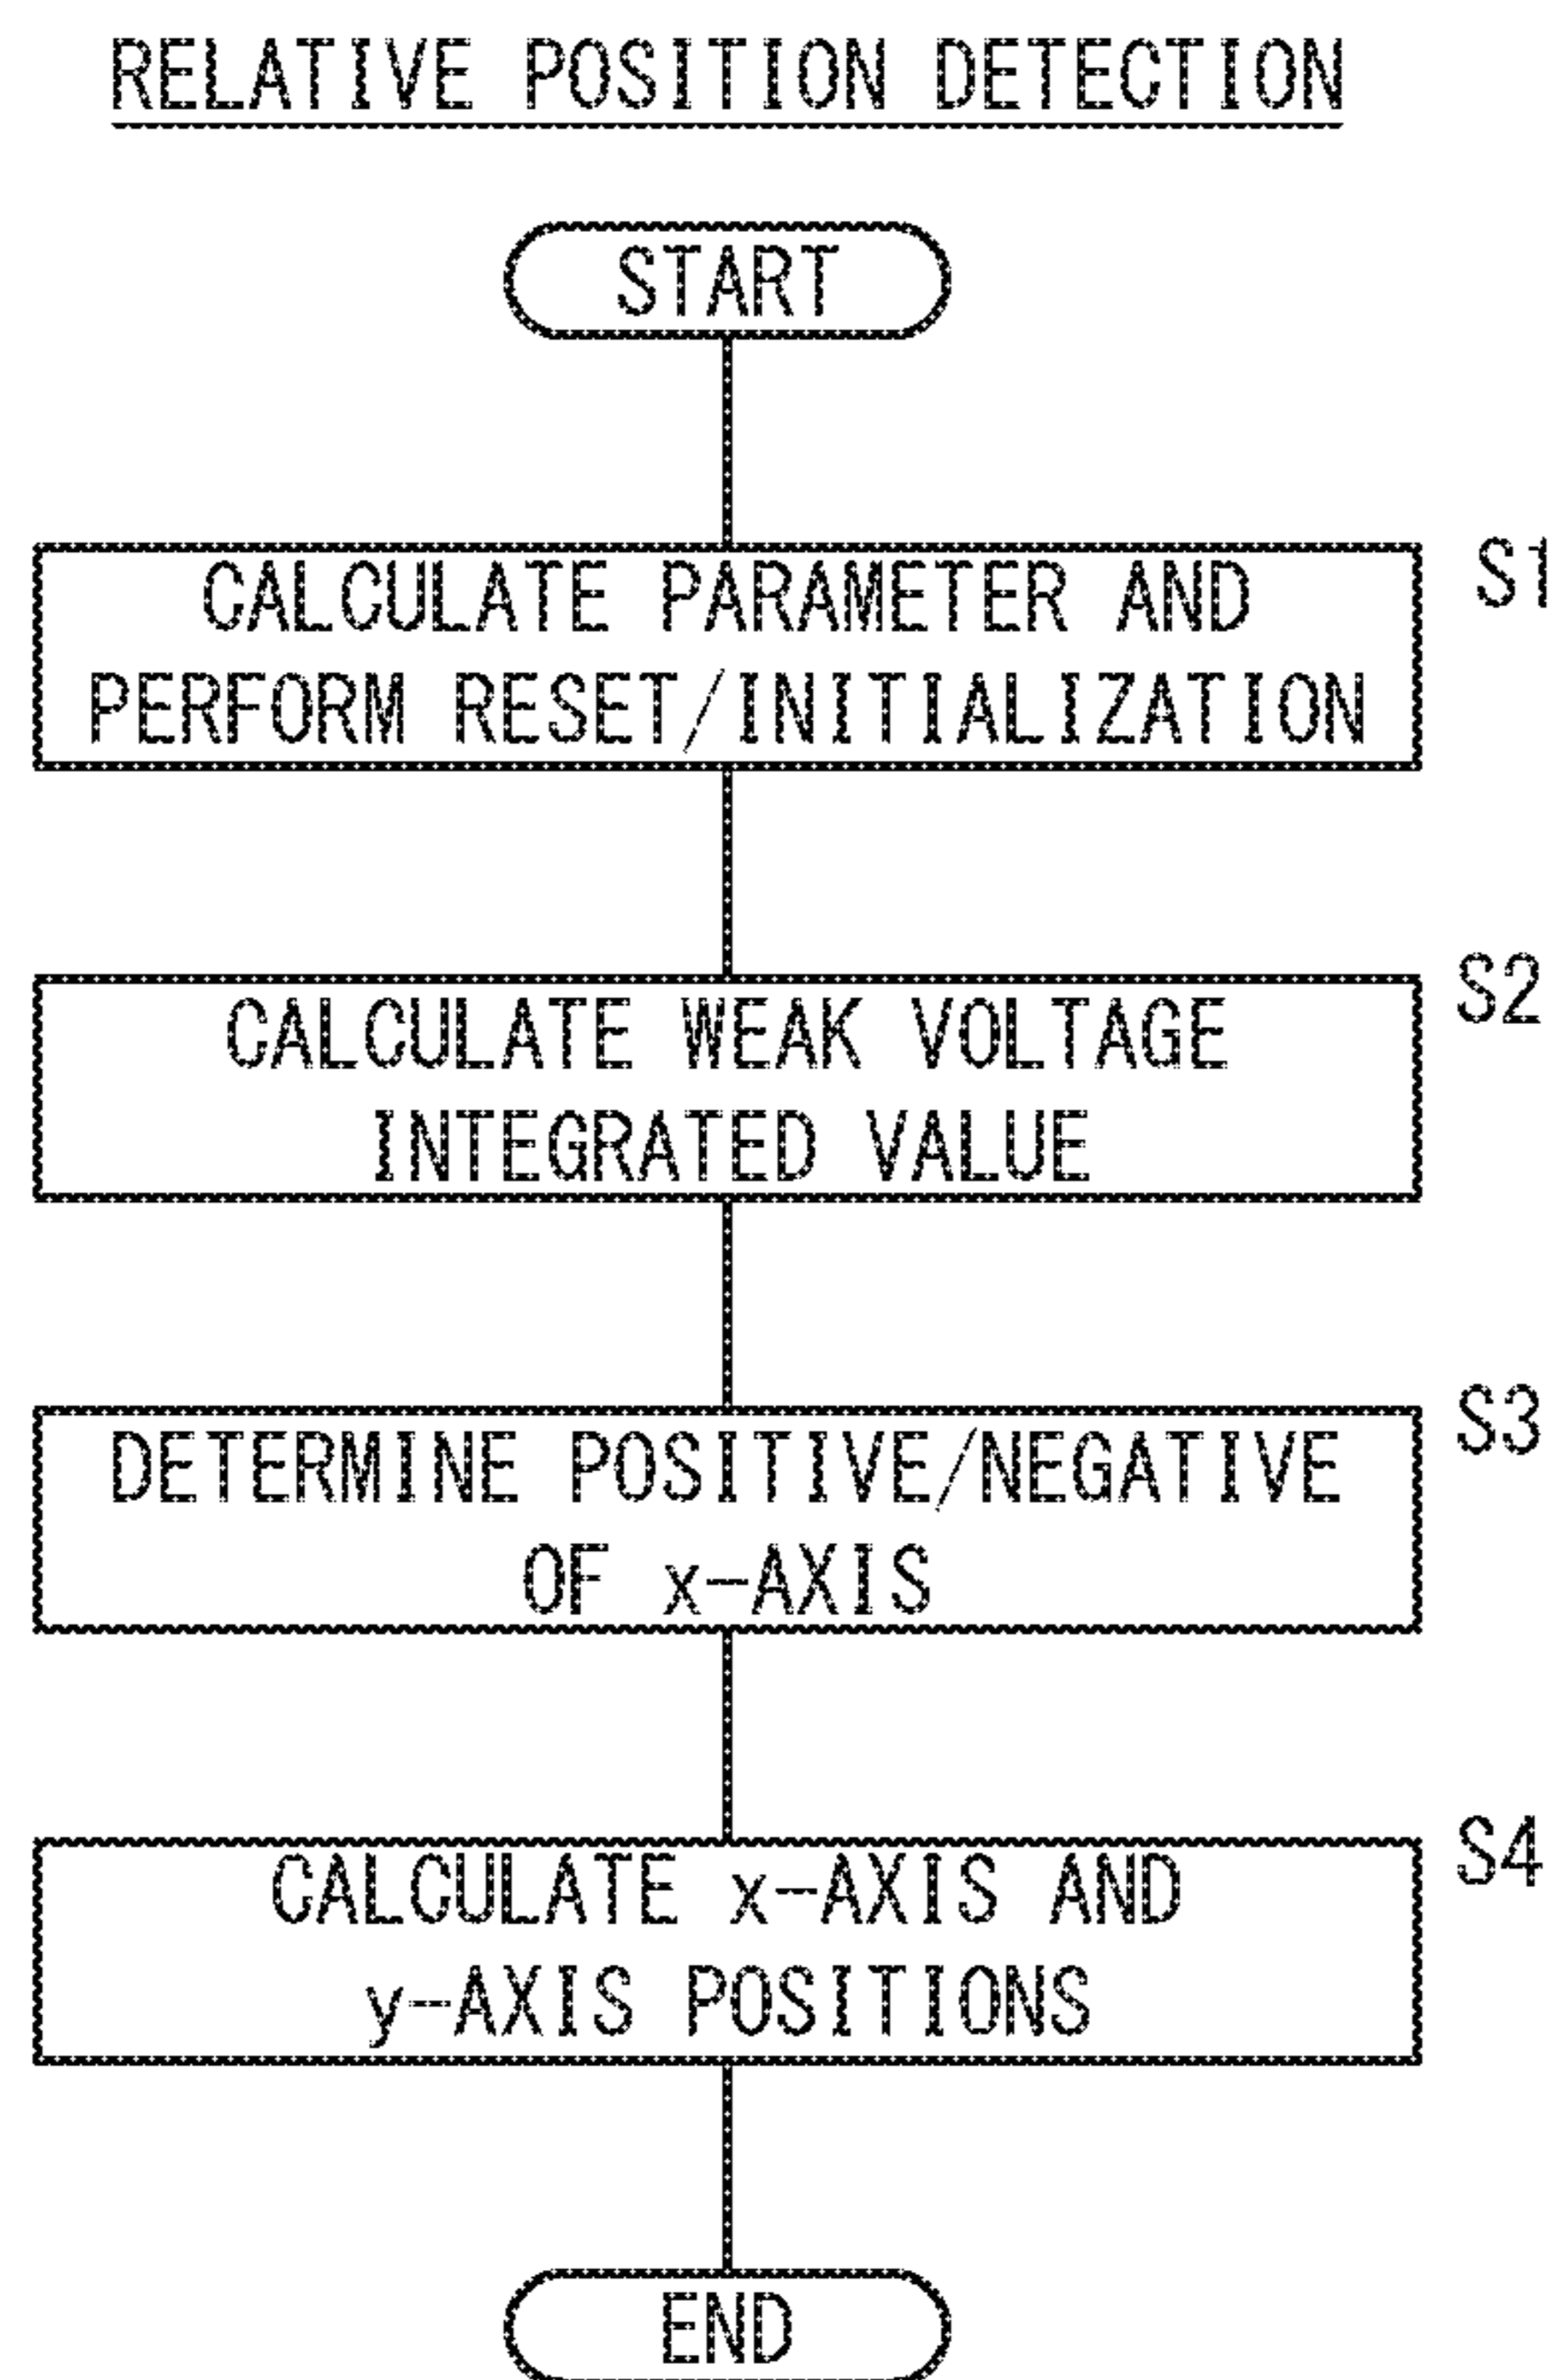 RELATIVE POSITION DETECTION
START
CALCULATE PARAMETER AND
PERFORM RESET/INITIALIZATION
S1
CALCULATE WEAK VOLTAGE
INTEGRATED VALUE
S2
DETERMINE POSITIVE/NEGATIVE
OF x-AXIS
S3
CALCULATE x-AXIS AND
y-AXIS POSITIONS
S4
END